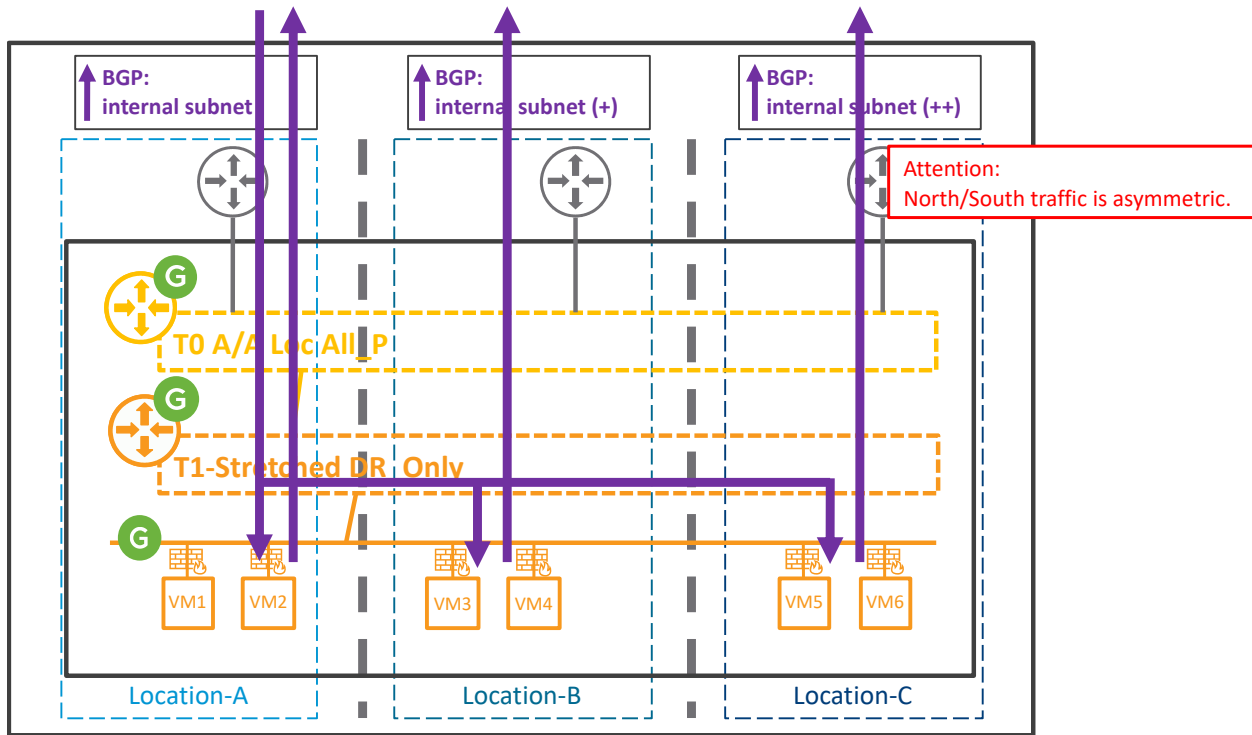 BGP:
internal subnet
BGP:
internal subnet (+)
BGP:
internal subnet (++)
Attention:
North/South traffic is asymmetric.
G
T0 A/A Loc All_P
G
T1-Stretched DR_Only
G
VM1
VM2
VM3
VM4
VM5
VM6
Location-A
Location-B
Location-C